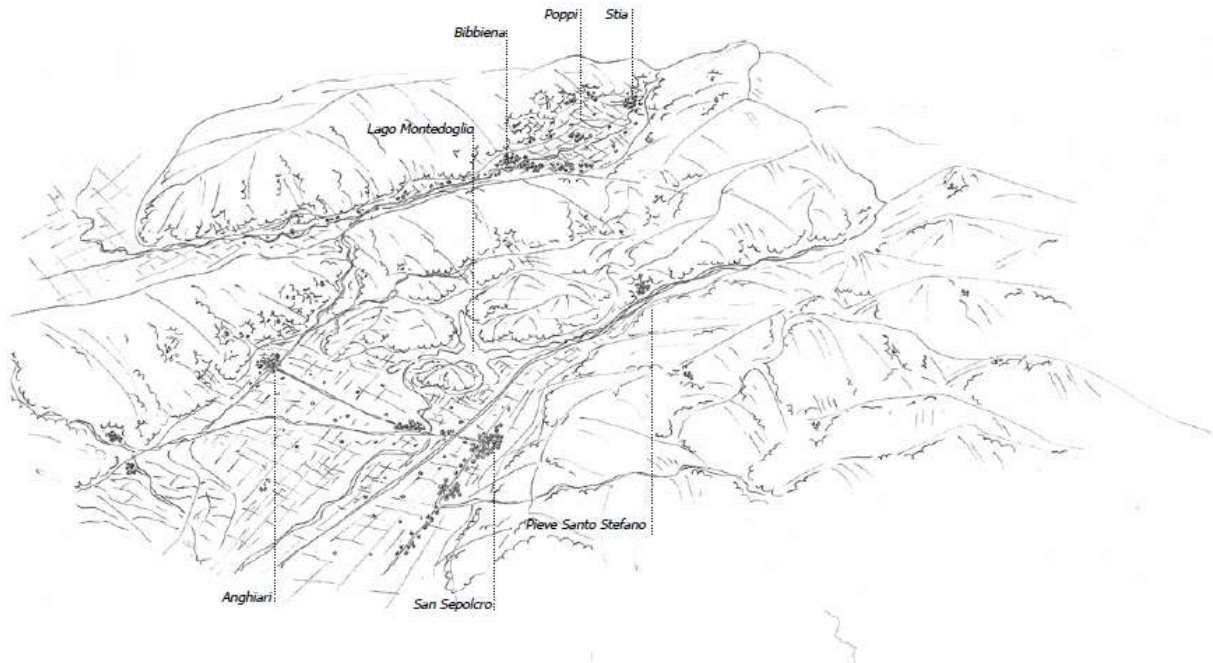 Poppi
Stia
Bibbiena
Lago Montedoglio
Pieve Santo Stefano
Anghiari
San Sepolcro